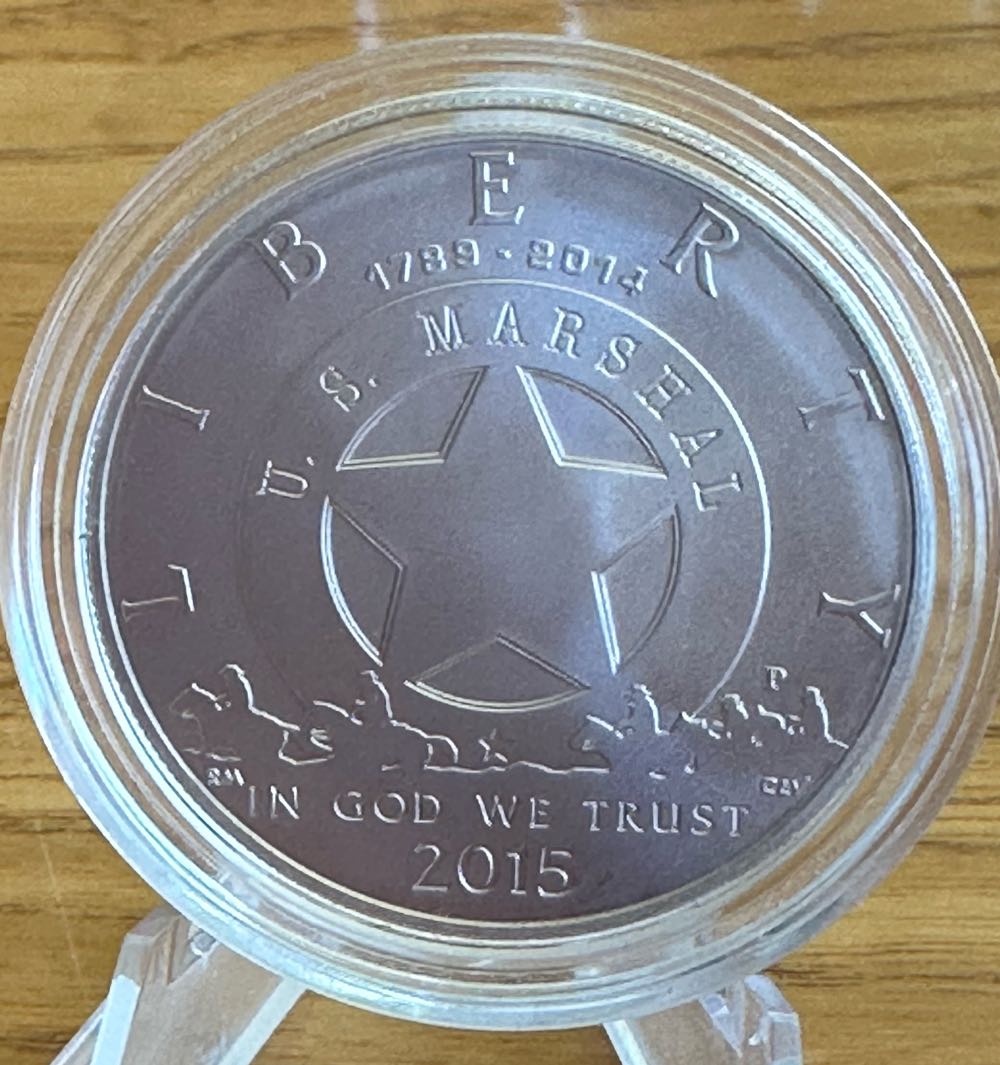 LIBERTY
1789 · 2014
U.S. MARSHAL
P
IN GOD WE TRUST
2015